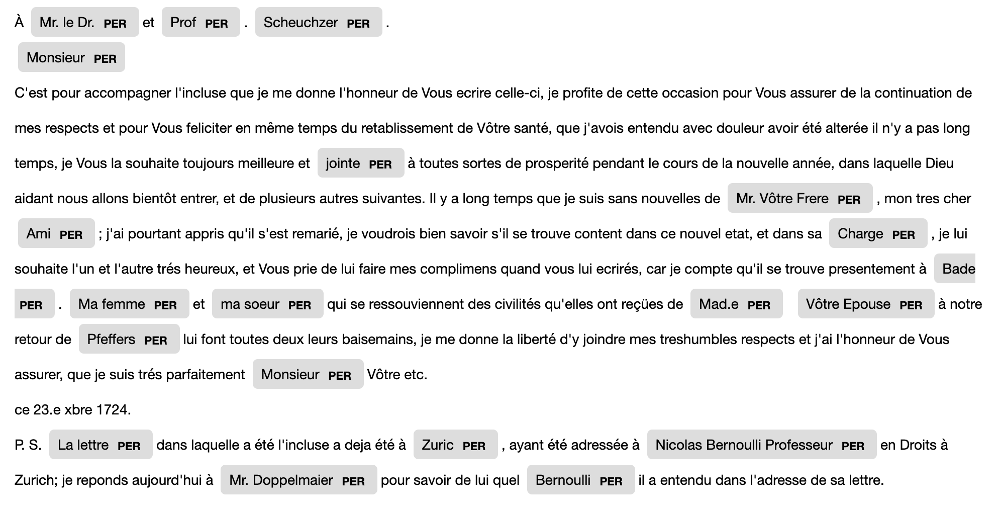 À Mr. le Dr. PER et Prof PER . Scheuchzer PER .
Monsieur PER
C'est pour accompagner l'incluse que je me donne l'honneur de Vous ecrire celle-ci, je profite de cette occasion pour Vous assurer de la continuation de
mes respects et pour Vous feliciter en même temps du retablissement de Vôtre santé, que j'avois entendu avec douleur avoir été alterée il n'y a pas long
temps, je Vous la souhaite toujours meilleure et jointe PER à toutes sortes de prosperité pendant le cours de la nouvelle année, dans laquelle Dieu
aidant nous allons bientôt entrer, et de plusieurs autres suivantes. Il y a long temps que je suis sans nouvelles de Mr. Vôtre Frere PER , mon tres cher
Ami PER ; j'ai pourtant appris qu'il s'est remarié, je voudrois bien savoir s'il se trouve content dans ce nouvel etat, et dans sa Charge PER , je lui
souhaite l'un et l'autre trés heureux, et Vous prie de lui faire mes complimens quand vous lui ecrirés, car je compte qu'il se trouve presentement à Bade
PER . Ma femme PER et ma soeur PER qui se ressouviennent des civilités qu'elles ont reçües de Mad.e PER Vôtre Epouse PER à notre
retour de Pfeffers PER lui font toutes deux leurs baisemains, je me donne la liberté d'y joindre mes treshumbles respects et j'ai l'honneur de Vous
assurer, que je suis trés parfaitement Monsieur PER Vôtre etc.
ce 23.e xbre 1724.
P. S. La lettre PER dans laquelle a été l'incluse a deja été à Zuric PER , ayant été adressée à Nicolas Bernoulli Professeur PER en Droits à
Zurich; je reponds aujourd'hui à Mr. Doppelmaier PER pour savoir de lui quel Bernoulli PER il a entendu dans l'adresse de sa lettre.